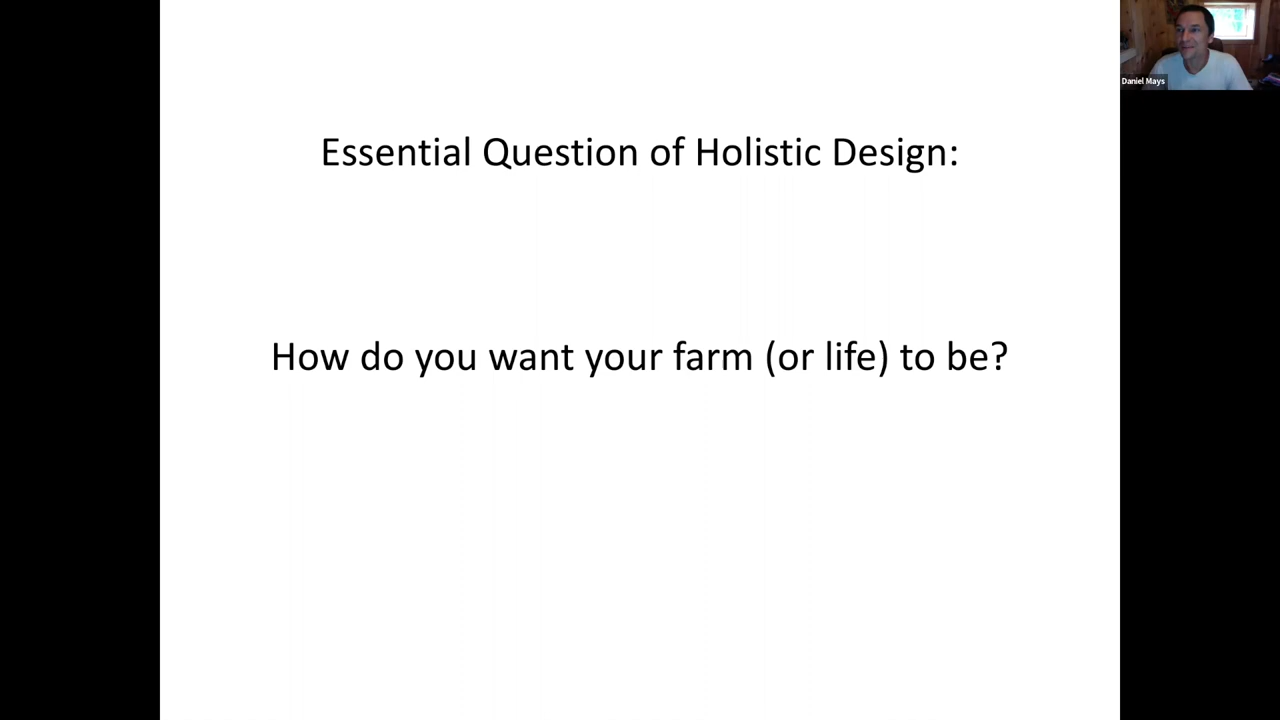 Essential Question of Holistic Design:
How do you want your farm (or life) to be?
Daniel Mays